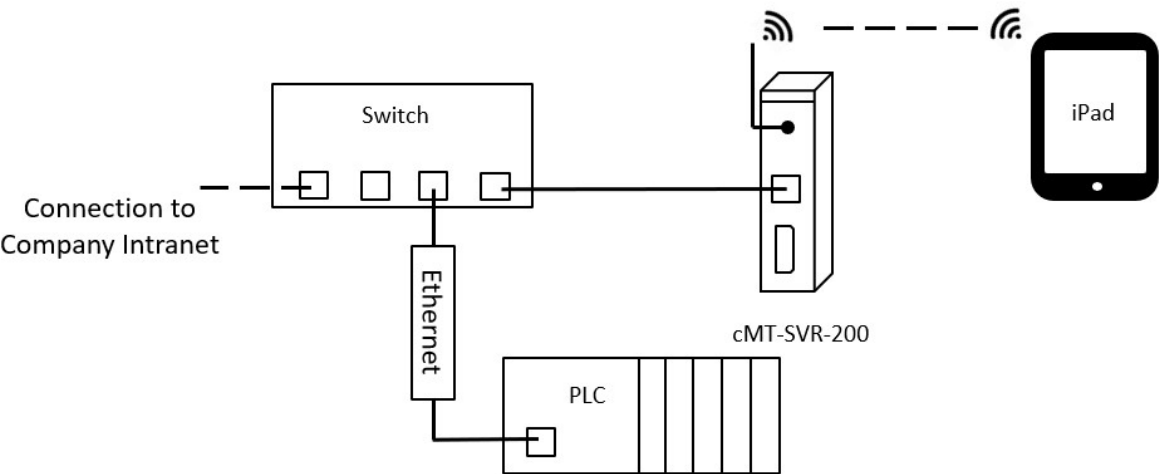 Switch
iPad
Connection to
Company Intranet
Ethernet
cMT-SVR-200
PLC